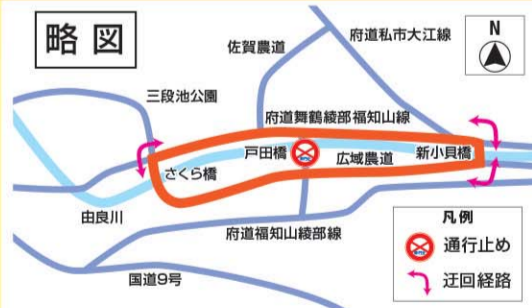 略図
佐賀農道
府道私市大江線
N
三段池公園
府道舞鶴綾部福知山線
戸田橋
広域農道
新小貝橋
さくら橋
由良川
府道福知山綾部線
国道9号
凡例
通行止め
迂回経路